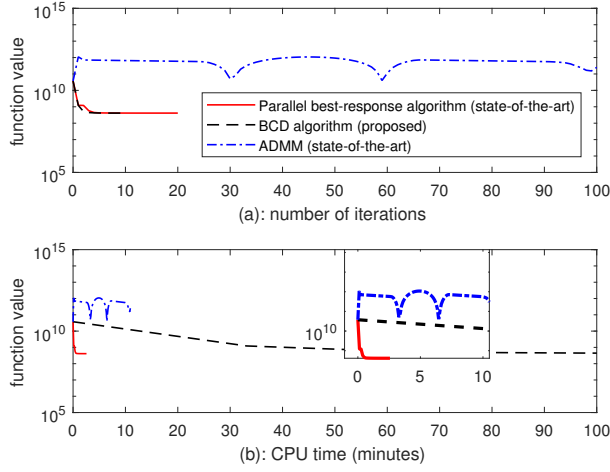 10^15
10^10
10^5
function value
0 10 20 30 40 50 60 70 80 90 100
(a): number of iterations
Parallel best-response algorithm (state-of-the-art)
BCD algorithm (proposed)
ADMM (state-of-the-art)
10^15
10^10
10^5
function value
10^10
0 5 10
0 10 20 30 40 50 60 70 80 90 100
(b): CPU time (minutes)